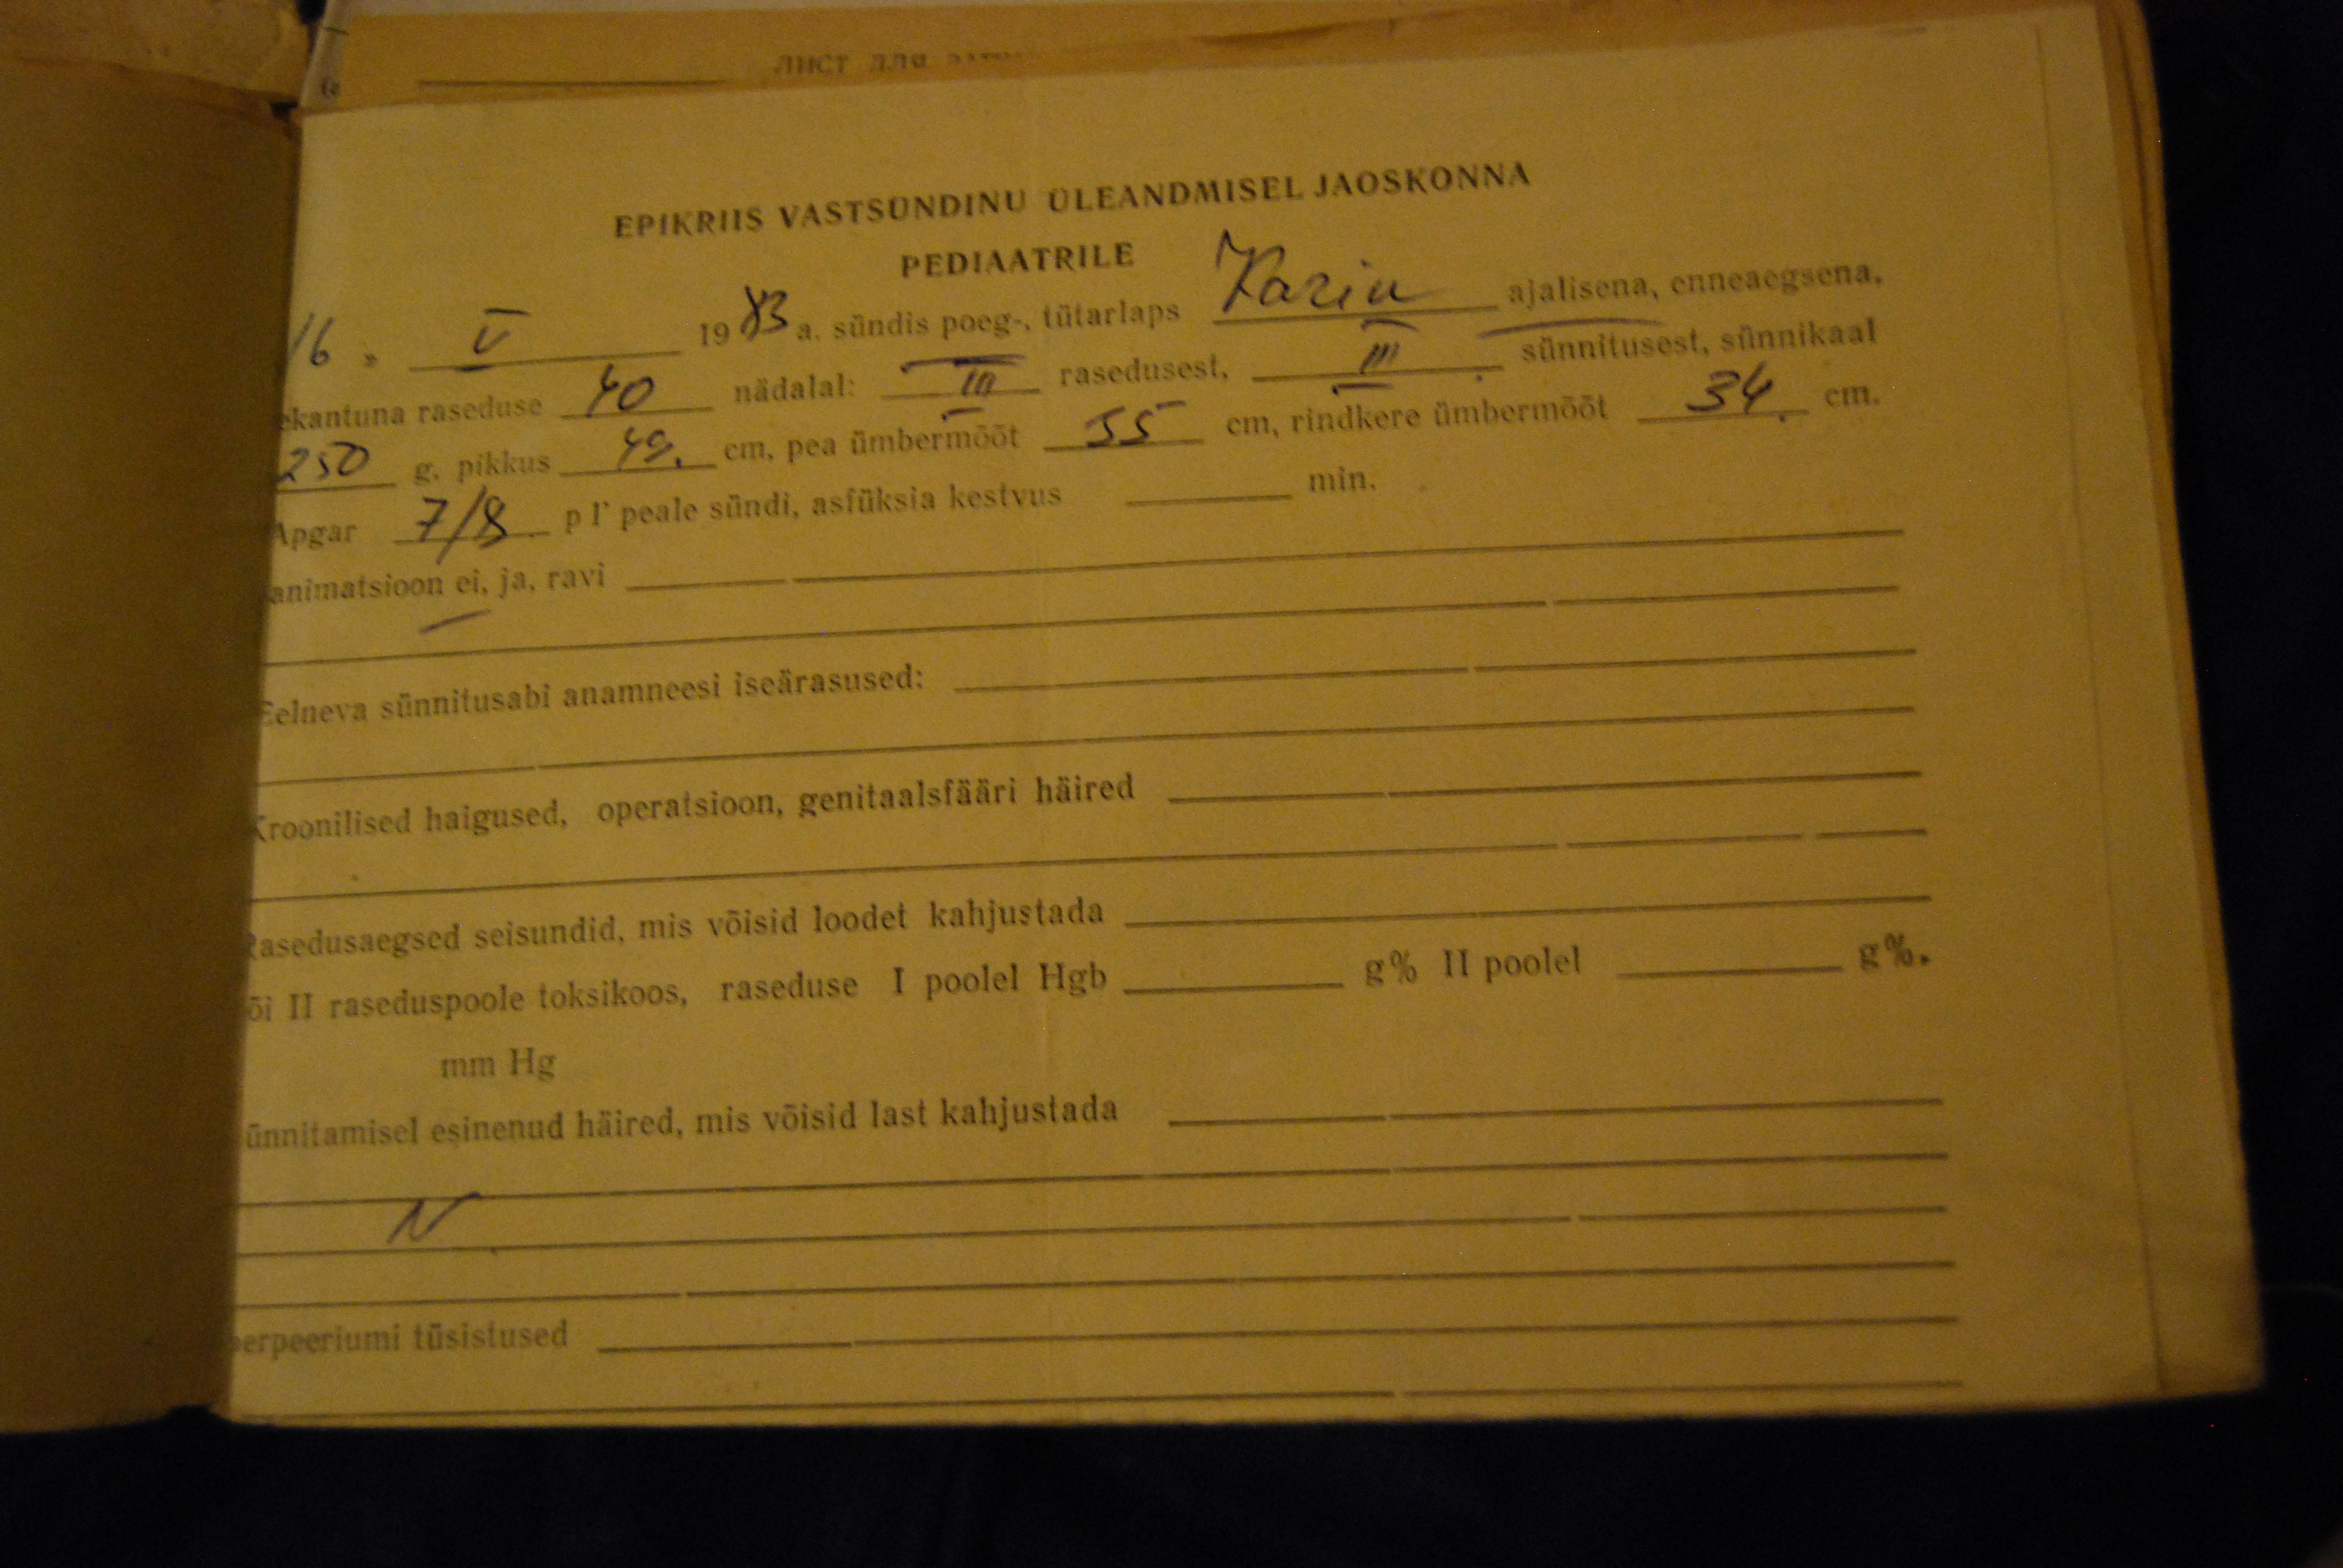 лист для
EPIKRIIS VASTSÜNDINU ÜLEANDMISEL JAOSKONNA
PEDIAATRILE
16 " V 1983 a. sündis poeg-, tütarlaps Karin ajalisena, enneaegsena,
ekantuna raseduse 40 nädalal: III rasedusest, III sünnitusest, sünnikaal
250 g, pikkus 49. cm, pea ümbermõõt 35 cm, rindkere ümbermõõt 34. cm.
Apgar 7/8 p 1' peale sündi, asfüksia kestvus min.
animatsioon ei, ja, ravi
Eelneva sünnitusabi anamneesi iseärasused:
Kroonilised haigused, operatsioon, genitaalsfääri häired
Rasedusaegsed seisundid, mis võisid loodet kahjustada
õi II raseduspoole toksikoos, raseduse I poolel Hgb g% II poolel g%.
mm Hg
ünnitamisel esinenud häired, mis võisid last kahjustada
N
erpeeriumi tüsistused